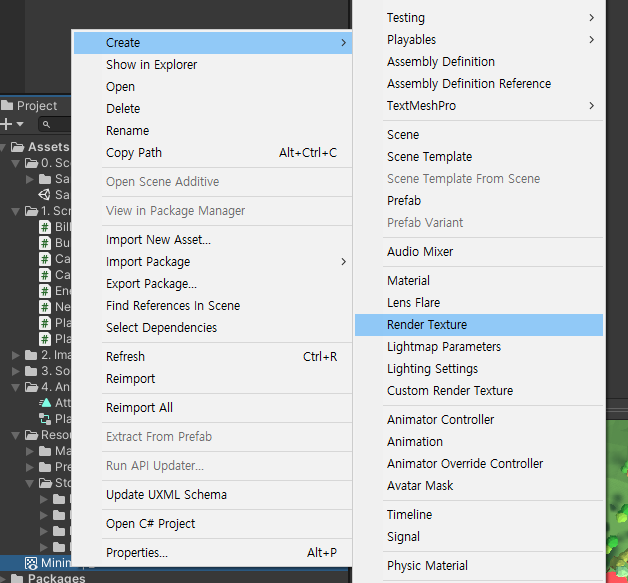 Create
Show in Explorer
Open
Delete
Rename
Copy Path Alt+Ctrl+C
Open Scene Additive
View in Package Manager
Import New Asset...
Import Package
Export Package...
Find References In Scene
Select Dependencies
Refresh Ctrl+R
Reimport
Reimport All
Extract From Prefab
Run API Updater...
Update UXML Schema
Open C# Project
Properties... Alt+P
Testing
Playables
Assembly Definition
Assembly Definition Reference
TextMeshPro
Scene
Scene Template
Scene Template From Scene
Prefab
Prefab Variant
Audio Mixer
Material
Lens Flare
Render Texture
Lightmap Parameters
Lighting Settings
Custom Render Texture
Animator Controller
Animation
Animator Override Controller
Avatar Mask
Timeline
Signal
Physic Material
Project
Assets
0. Sc
Sa
Sa
1. Scr
Bil
Bu
Ca
Ca
En
Ne
Pla
Pla
2. Ima
3. Sou
4. Ani
Att
Pla
Resou
Ma
Pre
Sto
Minim
Packages